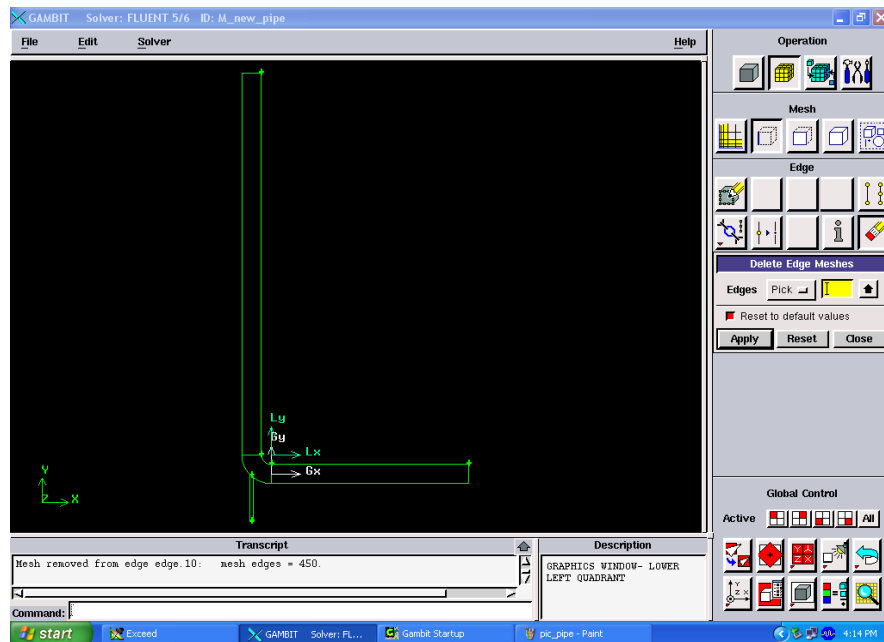 GAMBIT Solver: FLUENT 5/6 ID: M_new_pipe
File Edit Solver Help
Operation
Mesh
Edge
Delete Edge Meshes
Edges Pick
Reset to default values
Apply Reset Close
Ly
Gy
Lx
Gx
Y
Z X
Global Control
Active All
Transcript
Mesh removed from edge edge.10: mesh edges = 450.
Description
GRAPHICS WINDOW- LOWER
LEFT QUADRANT
Command:
start Exceed GAMBIT Solver: FL... Gambit Startup pic_pipe - Paint 4:14 PM